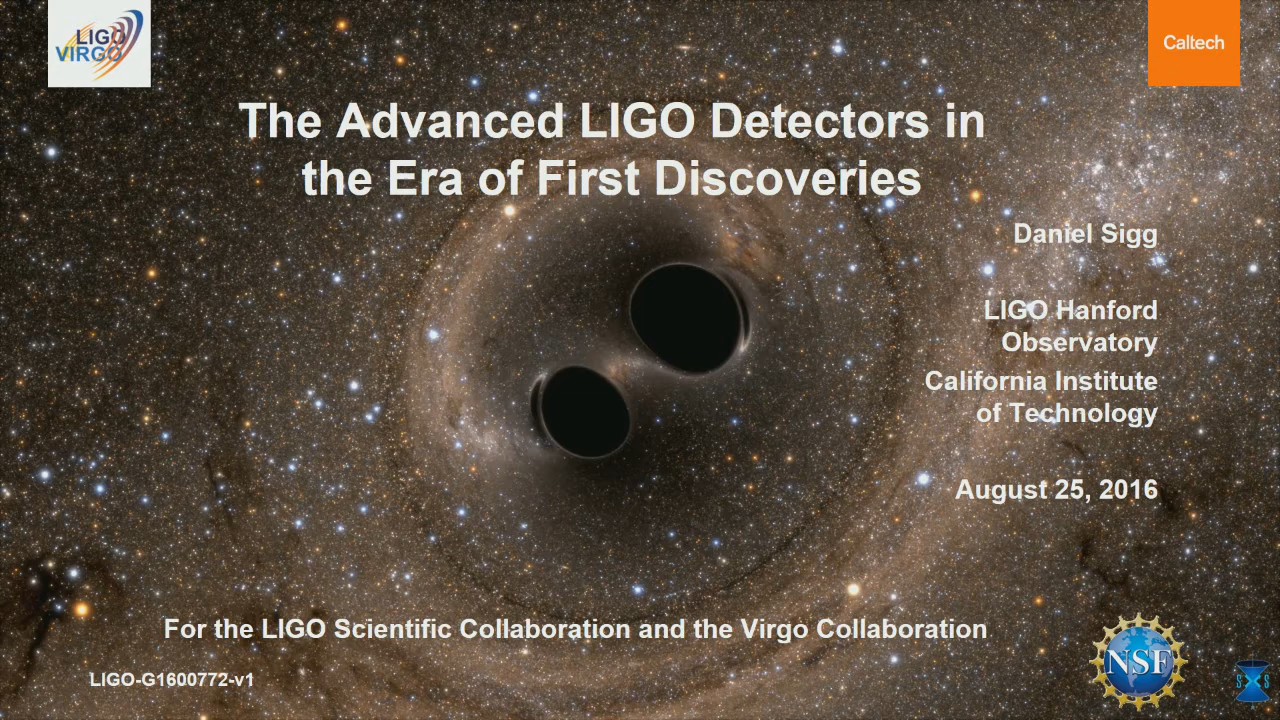 LIGO
VIRGO
Caltech
The Advanced LIGO Detectors in
the Era of First Discoveries
Daniel Sigg
LIGO Hanford
Observatory
California Institute
of Technology
August 25, 2016
For the LIGO Scientific Collaboration and the Virgo Collaboration
LIGO-G1600772-v1
NSF
SXS